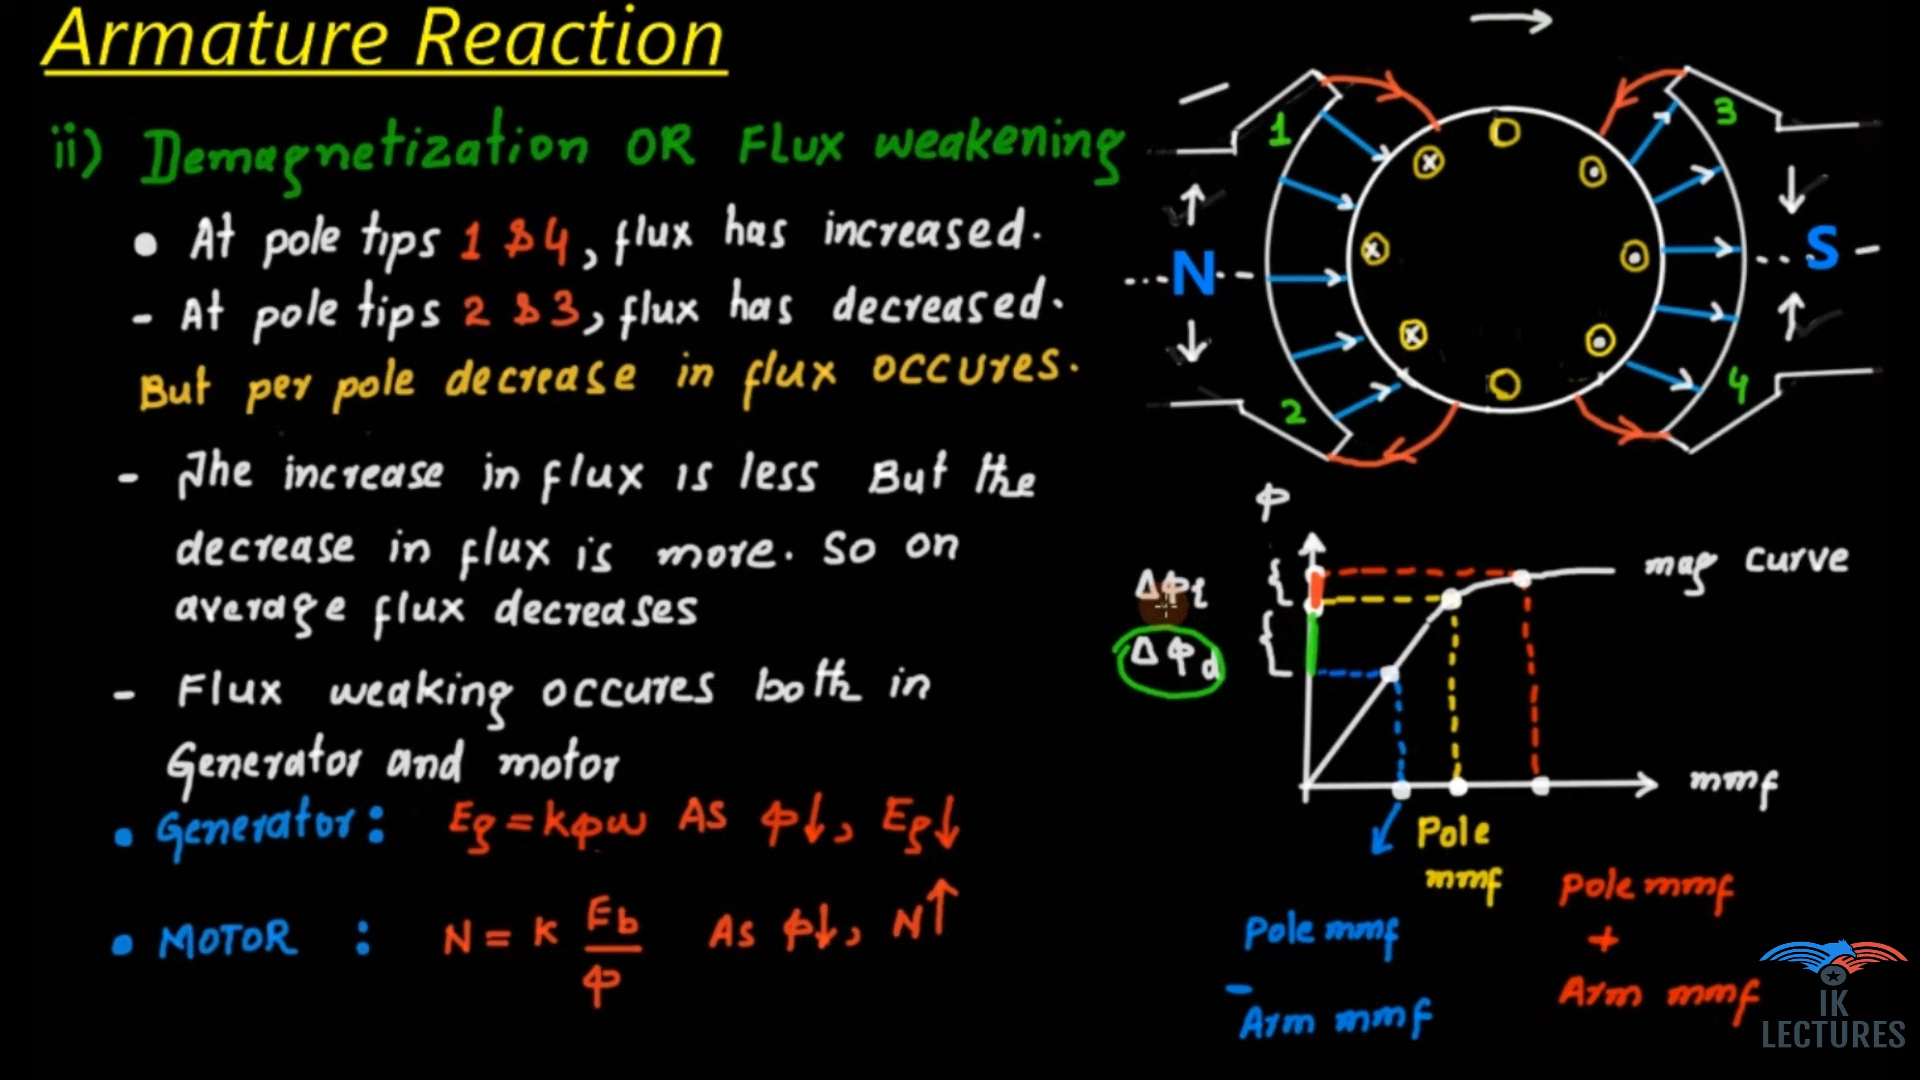 Armature Reaction
ii) Demagnetization OR Flux weakening
• At pole tips 1 & 4, flux has increased.
- At pole tips 2 & 3, flux has decreased.
But per pole decrease in flux occures.
- The increase in flux is less But the
decrease in flux is more. So on
average flux decreases
- Flux weaking occures both in
Generator and motor
• Generator: Eg = kφω As φ↓, Eg↓
• MOTOR : N = k Eb/φ As φ↓, N↑
1
3
N
S
2
4
φ
mag curve
Δφi
Δφd
mmf
Pole
mmf
Pole mmf
-
Arm mmf
Pole mmf
+
Arm mmf
IK
LECTURES